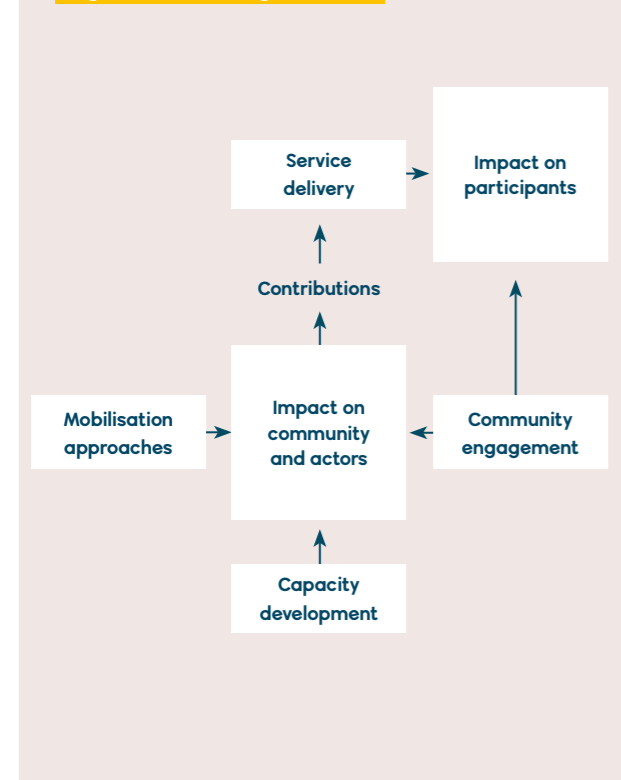 Service
delivery
Impact on
participants
Contributions
Mobilisation
approaches
Impact on
community
and actors
Community
engagement
Capacity
development